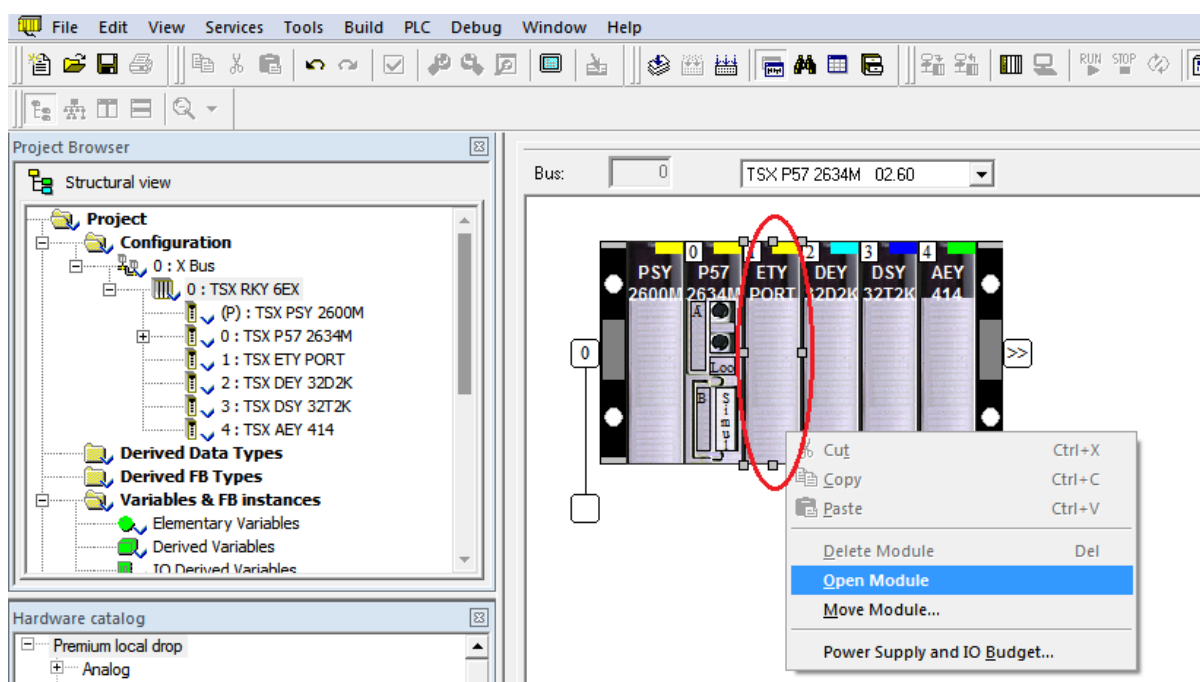 File Edit View Services Tools Build PLC Debug Window Help
RUN STOP
Project Browser
Structural view
Project
Configuration
0 : X Bus
0 : TSX RKY 6EX
(P) : TSX PSY 2600M
0 : TSX P57 2634M
1 : TSX ETY PORT
2 : TSX DEY 32D2K
3 : TSX DSY 32T2K
4 : TSX AEY 414
Derived Data Types
Derived FB Types
Variables & FB instances
Elementary Variables
Derived Variables
IO Derived Variables
Hardware catalog
Premium local drop
Analog
Bus: 0 TSX P57 2634M 02.60
0 1 2 3 4
PSY P57 ETY DEY DSY AEY
2600M 2634M PORT 32D2K 32T2K 414
A
Loo
B
Simul
0
>>
Cut Ctrl+X
Copy Ctrl+C
Paste Ctrl+V
Delete Module Del
Open Module
Move Module...
Power Supply and IO Budget...